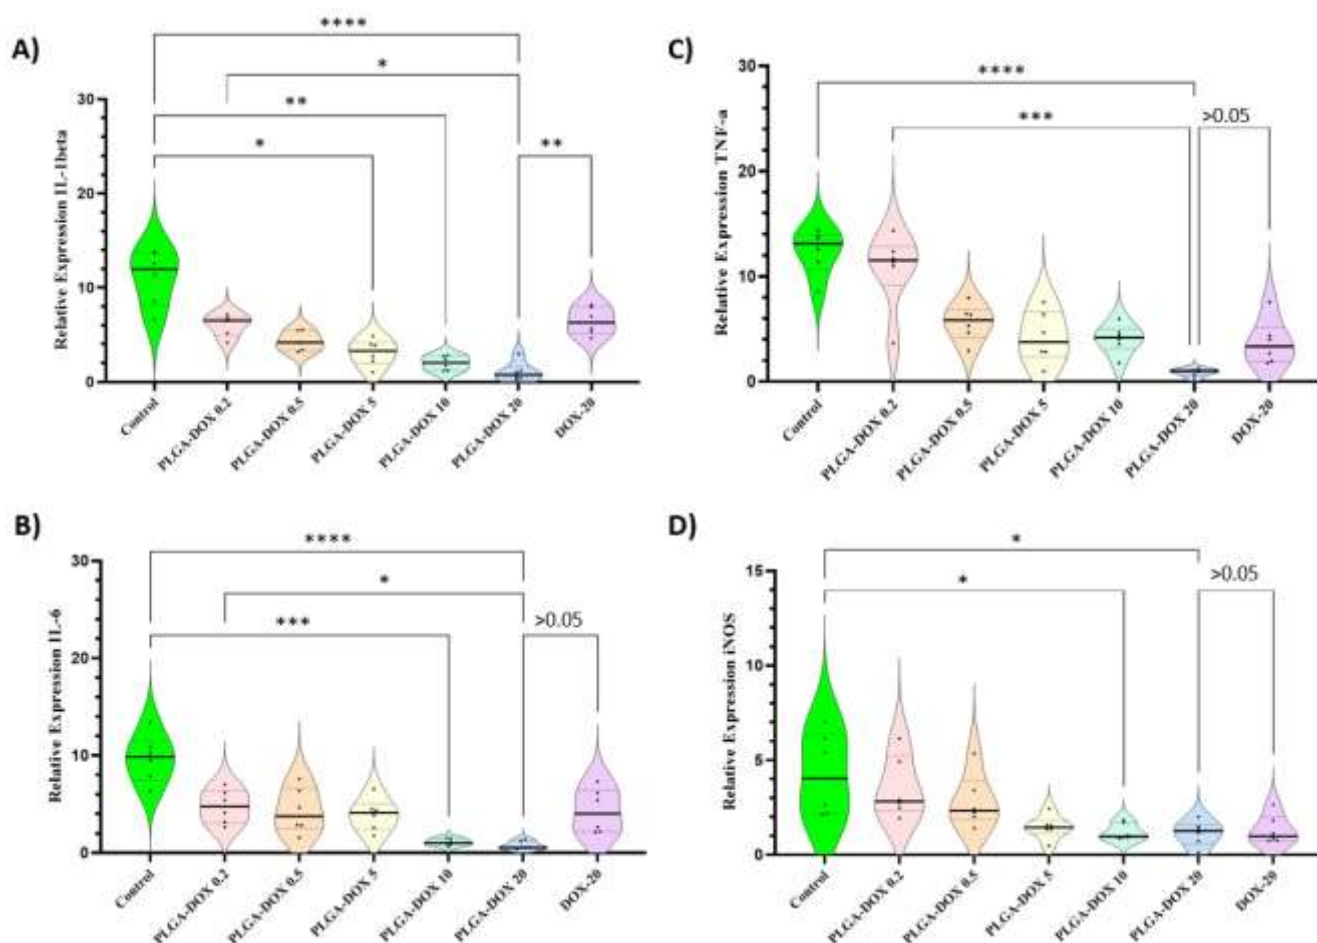 A)
****
*
**
*
**
Relative Expression IL-1beta
30
20
10
0
Control
PLGA-DOX 0.2
PLGA-DOX 0.5
PLGA-DOX 5
PLGA-DOX 10
PLGA-DOX 20
DOX-20
C)
****
***
>0.05
Relative Expression TNF-a
30
20
10
0
Control
PLGA-DOX 0.2
PLGA-DOX 0.5
PLGA-DOX 5
PLGA-DOX 10
PLGA-DOX 20
DOX-20
B)
****
*
***
>0.05
Relative Expression IL-6
30
20
10
0
Control
PLGA-DOX 0.2
PLGA-DOX 0.5
PLGA-DOX 5
PLGA-DOX 10
PLGA-DOX 20
DOX-20
D)
*
*
>0.05
Relative Expression iNOS
15
10
5
0
Control
PLGA-DOX 0.2
PLGA-DOX 0.5
PLGA-DOX 5
PLGA-DOX 10
PLGA-DOX 20
DOX-20